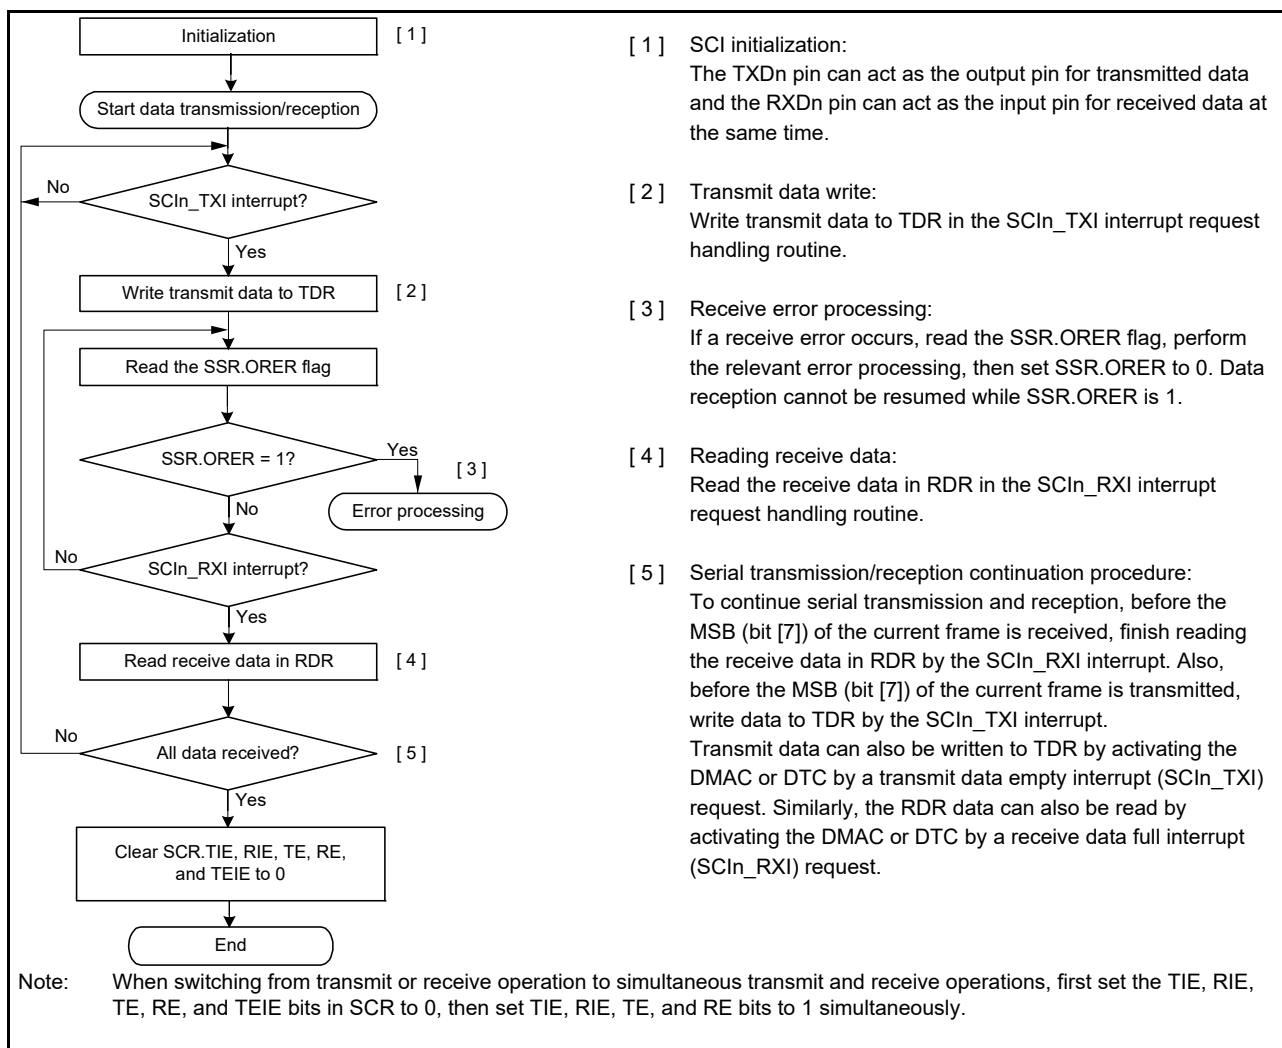 Initialization
[ 1 ]
Start data transmission/reception
No
SCIn_TXI interrupt?
Yes
Write transmit data to TDR
[ 2 ]
Read the SSR.ORER flag
SSR.ORER = 1?
Yes
[ 3 ]
Error processing
No
No
SCIn_RXI interrupt?
Yes
Read receive data in RDR
[ 4 ]
No
All data received?
[ 5 ]
Yes
Clear SCR.TIE, RIE, TE, RE,
and TEIE to 0
End
[ 1 ] SCI initialization:
The TXDn pin can act as the output pin for transmitted data
and the RXDn pin can act as the input pin for received data at
the same time.
[ 2 ] Transmit data write:
Write transmit data to TDR in the SCIn_TXI interrupt request
handling routine.
[ 3 ] Receive error processing:
If a receive error occurs, read the SSR.ORER flag, perform
the relevant error processing, then set SSR.ORER to 0. Data
reception cannot be resumed while SSR.ORER is 1.
[ 4 ] Reading receive data:
Read the receive data in RDR in the SCIn_RXI interrupt
request handling routine.
[ 5 ] Serial transmission/reception continuation procedure:
To continue serial transmission and reception, before the
MSB (bit [7]) of the current frame is received, finish reading
the receive data in RDR by the SCIn_RXI interrupt. Also,
before the MSB (bit [7]) of the current frame is transmitted,
write data to TDR by the SCIn_TXI interrupt.
Transmit data can also be written to TDR by activating the
DMAC or DTC by a transmit data empty interrupt (SCIn_TXI)
request. Similarly, the RDR data can also be read by
activating the DMAC or DTC by a receive data full interrupt
(SCIn_RXI) request.
Note: When switching from transmit or receive operation to simultaneous transmit and receive operations, first set the TIE, RIE,
TE, RE, and TEIE bits in SCR to 0, then set TIE, RIE, TE, and RE bits to 1 simultaneously.